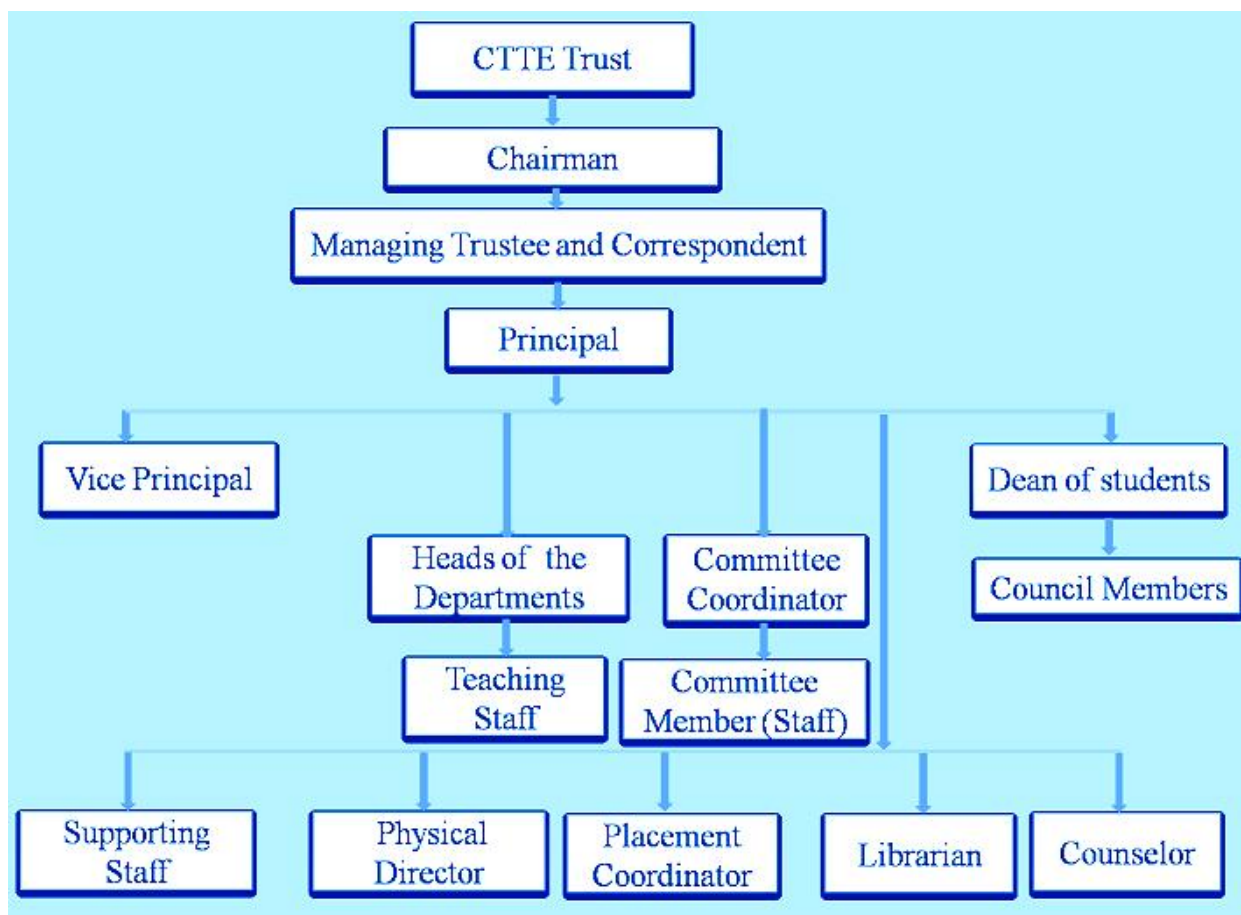 CTTE Trust
Chairman
Managing Trustee and Correspondent
Principal
Vice Principal
Dean of students
Heads of the
Departments
Committee
Coordinator
Council Members
Teaching
Staff
Committee
Member (Staff)
Supporting
Staff
Physical
Director
Placement
Coordinator
Librarian
Counselor